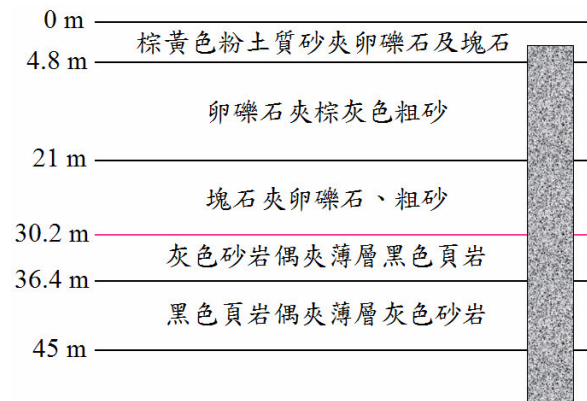 0 m
棕黃色粉土質砂夾卵礫石及塊石
4.8 m
卵礫石夾棕灰色粗砂
21 m
塊石夾卵礫石、粗砂
30.2 m
灰色砂岩偶夾薄層黑色頁岩
36.4 m
黑色頁岩偶夾薄層灰色砂岩
45 m